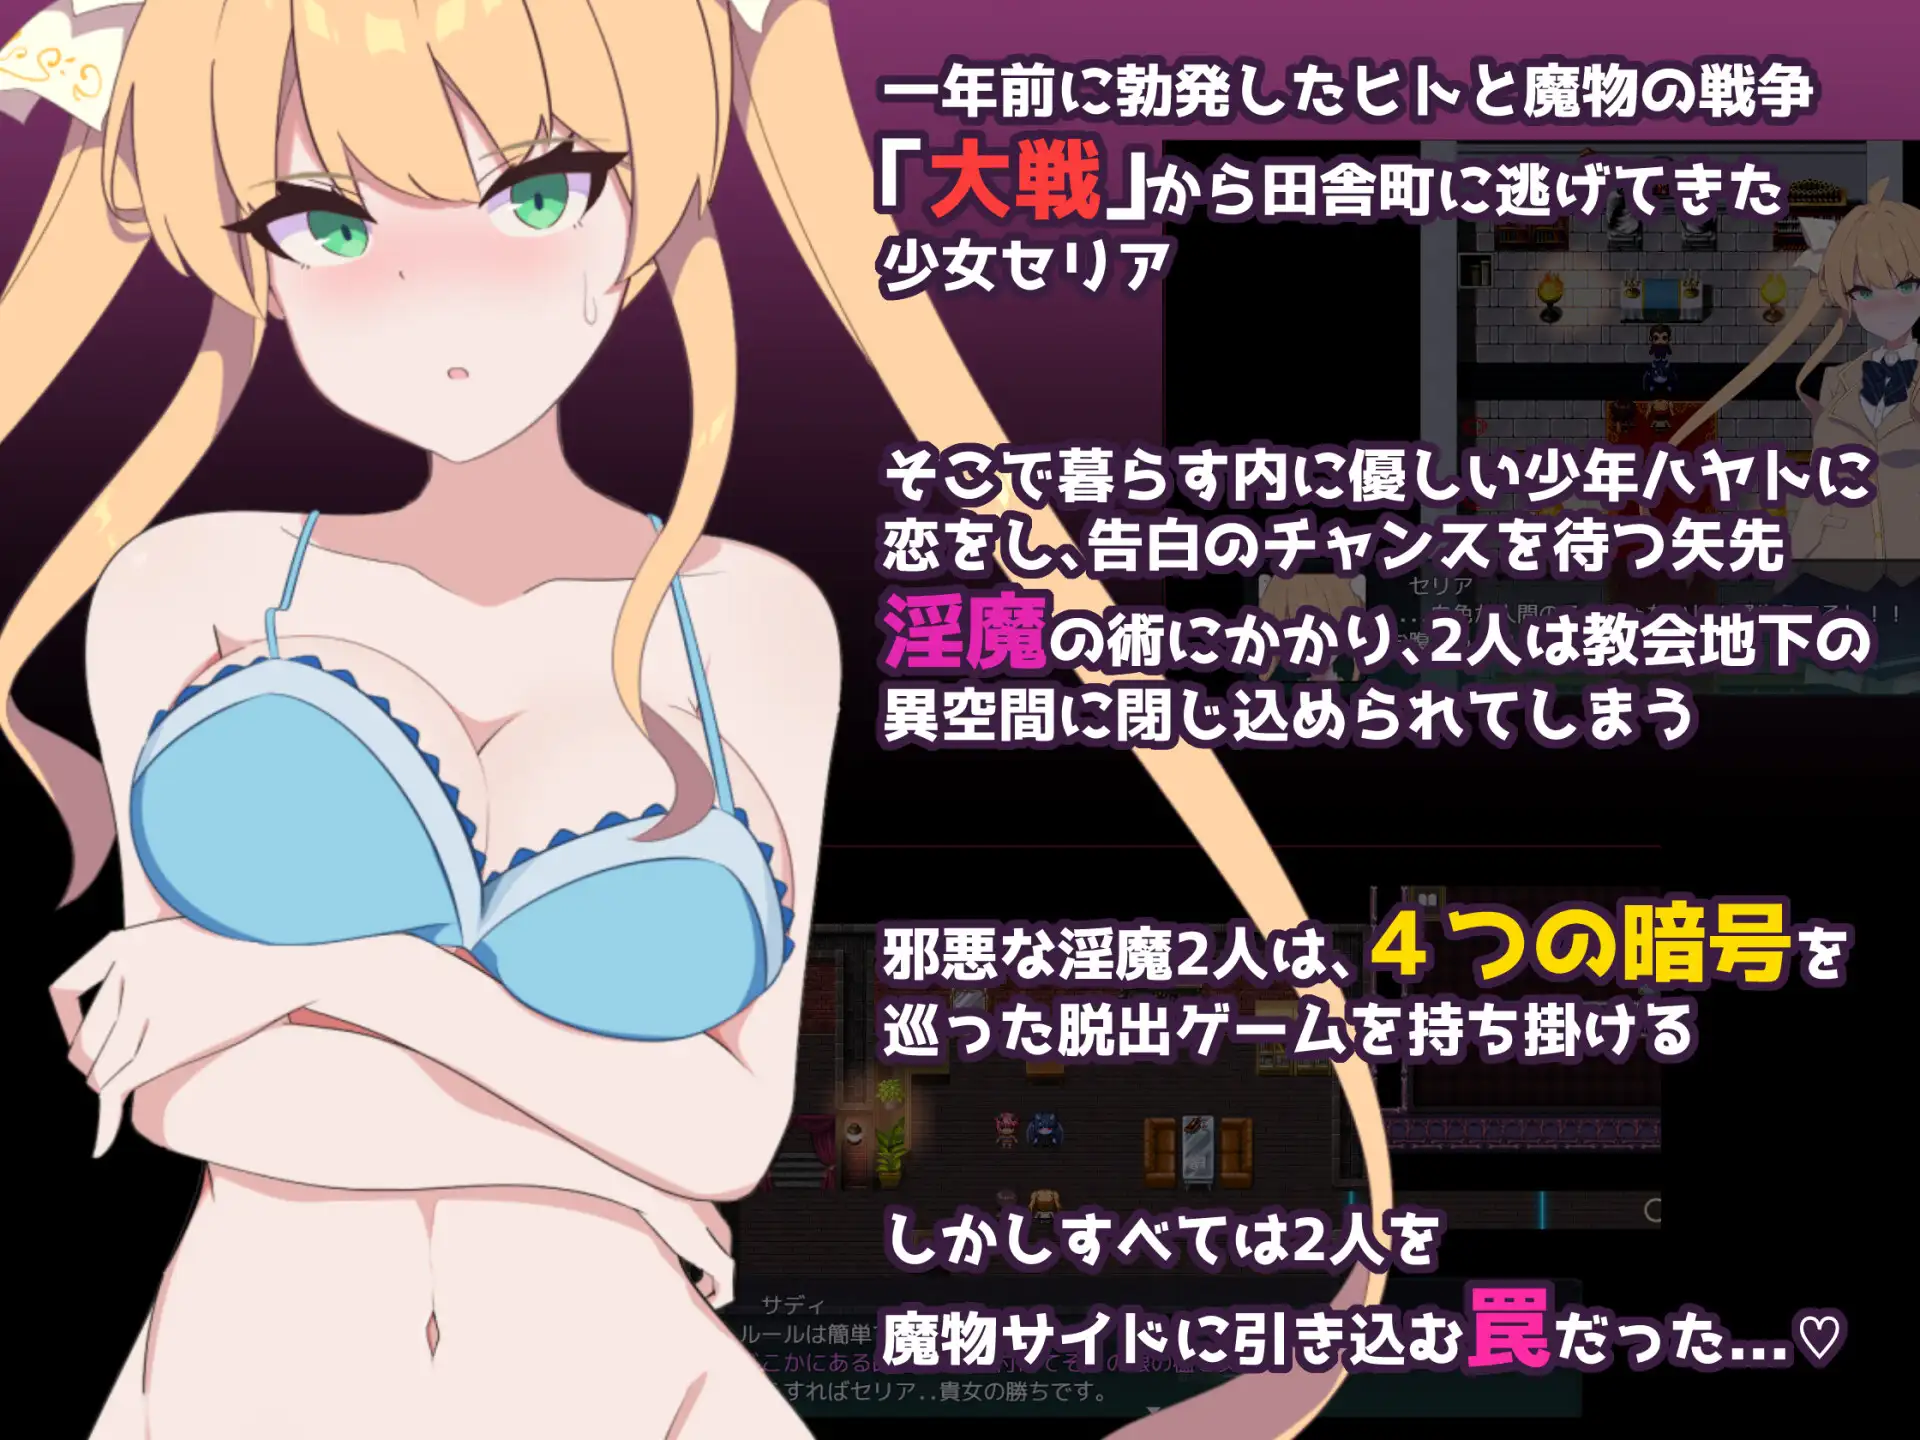 一年前に勃発したヒトと魔物の戦争
「大戦」から田舎町に逃げてきた
少女セリア
そこで暮らす内に優しい少年ハヤトに
恋をし、告白のチャンスを待つ矢先
セリア
淫魔の術にかかり、2人は教会地下の
異空間に閉じ込められてしまう
邪悪な淫魔2人は、4つの暗号を
巡った脱出ゲームを持ち掛ける
しかしすべては2人を
魔物サイドに引き込む罠だった...♡
サディ
ルールは簡単
こかにある
すればセリア..貴女の勝ちです。